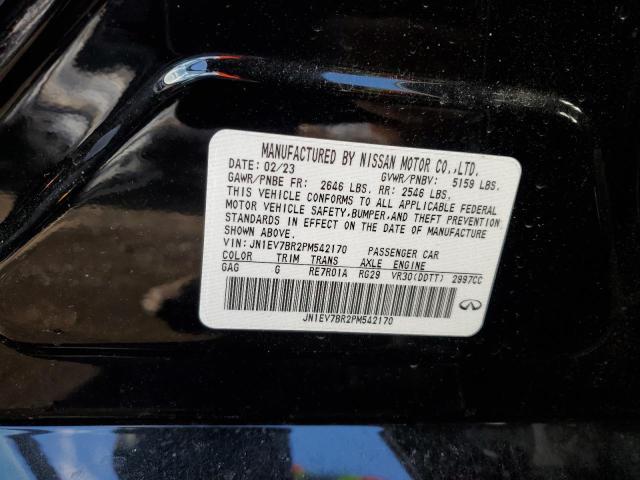 MANUFACTURED BY NISSAN MOTOR CO.,LTD.
DATE: 02/23 GVWR/PNBV: 5159 LBS.
GAWR/PNBE FR: 2646 LBS. RR: 2546 LBS.
THIS VEHICLE CONFORMS TO ALL APPLICABLE FEDERAL
MOTOR VEHICLE SAFETY,BUMPER,AND THEFT PREVENTION
STANDARDS IN EFFECT ON THE DATE OF MANUFACTURE
SHOWN ABOVE.
VIN: JN1EV7BR2PM542170 PASSENGER CAR
COLOR TRIM TRANS AXLE ENGINE
GAG G RE7R01A RG29 VR30(DDTT) 2997CC
JN1EV7BR2PM542170